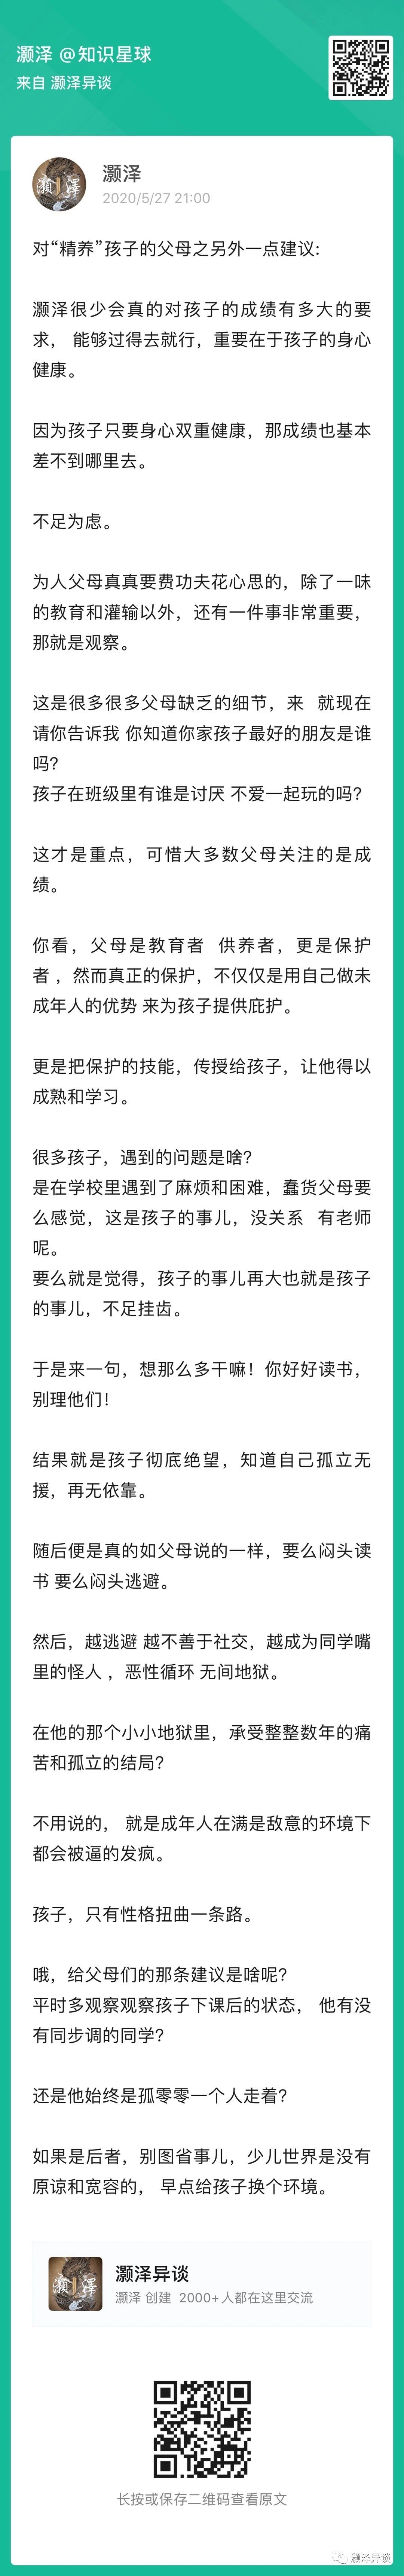 灏泽 @知识星球
来自 灏泽异谈
灏泽
2020/5/27 21:00
对“精养”孩子的父母之另外一点建议:
灏泽很少会真的对孩子的成绩有多大的要
求， 能够过得去就行，重要在于孩子的身心
健康。
因为孩子只要身心双重健康，那成绩也基本
差不到哪里去。
不足为虑。
为人父母真真要费功夫花心思的，除了一味
的教育和灌输以外，还有一件事非常重要，
那就是观察。
这是很多很多父母缺乏的细节，来  就现在
请你告诉我 你知道你家孩子最好的朋友是谁
吗?
孩子在班级里有谁是讨厌 不爱一起玩的吗?
这才是重点，可惜大多数父母关注的是成
绩。
你看，父母是教育者  供养者，更是保护
者 ，然而真正的保护，不仅仅是用自己做未
成年人的优势 来为孩子提供庇护。
更是把保护的技能，传授给孩子，让他得以
成熟和学习。
很多孩子，遇到的问题是啥?
是在学校里遇到了麻烦和困难，蠢货父母要
么感觉，这是孩子的事儿，没关系  有老师
呢。
要么就是觉得，孩子的事儿再大也就是孩子
的事儿，不足挂齿。
于是来一句，想那么多干嘛！你好好读书，
别理他们！
结果就是孩子彻底绝望，知道自己孤立无
援，再无依靠。
随后便是真的如父母说的一样，要么闷头读
书 要么闷头逃避。
然后，越逃避 越不善于社交，越成为同学嘴
里的怪人 ，恶性循环 无间地狱。
在他的那个小小地狱里，承受整整数年的痛
苦和孤立的结局?
不用说的， 就是成年人在满是敌意的环境下
都会被逼的发疯。
孩子，只有性格扭曲一条路。
哦，给父母们的那条建议是啥呢?
平时多观察观察孩子下课后的状态， 他有没
有同步调的同学?
还是他始终是孤零零一个人走着?
如果是后者，别图省事儿，少儿世界是没有
原谅和宽容的， 早点给孩子换个环境。
灏泽异谈
灏泽 创建  2000+人都在这里交流
长按或保存二维码查看原文
灏泽异谈